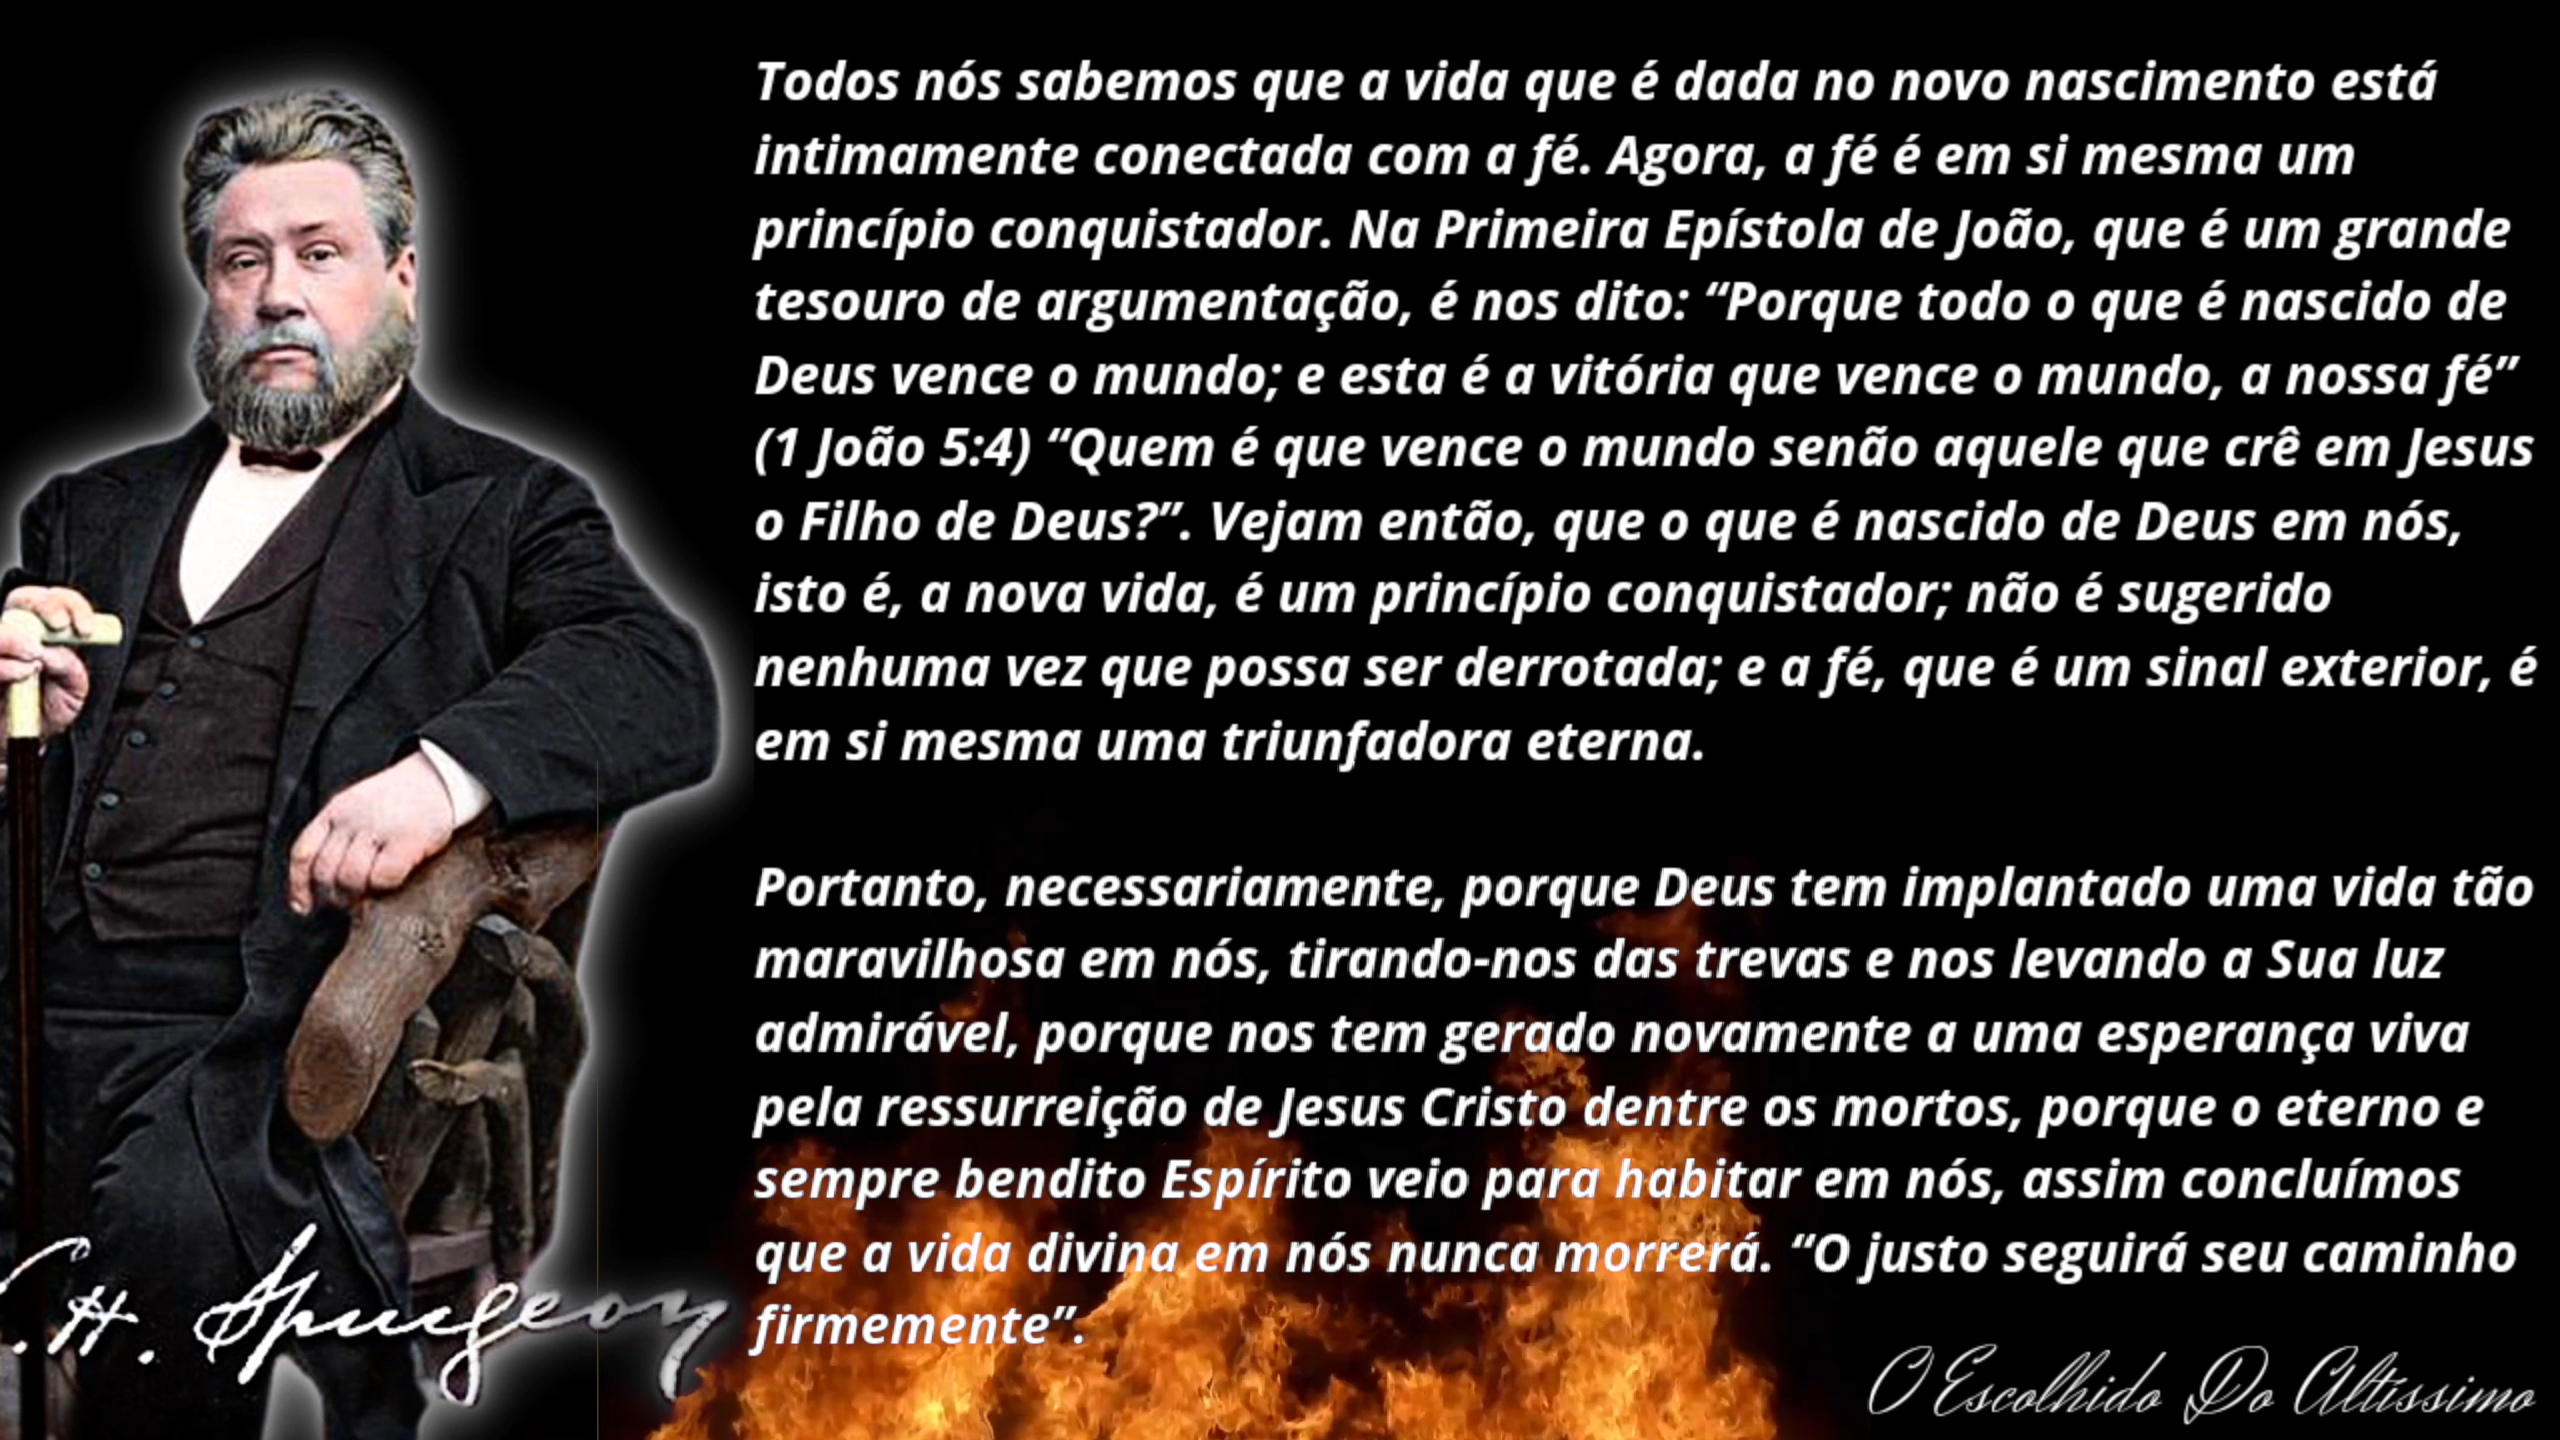 Todos nós sabemos que a vida que é dada no novo nascimento está
intimamente conectada com a fé. Agora, a fé é em si mesma um
princípio conquistador. Na Primeira Epístola de João, que é um grande
tesouro de argumentação, é nos dito: “Porque todo o que é nascido de
Deus vence o mundo; e esta é a vitória que vence o mundo, a nossa fé”
(1 João 5:4) “Quem é que vence o mundo senão aquele que crê em Jesus
o Filho de Deus?”. Vejam então, que o que é nascido de Deus em nós,
isto é, a nova vida, é um princípio conquistador; não é sugerido
nenhuma vez que possa ser derrotada; e a fé, que é um sinal exterior, é
em si mesma uma triunfadora eterna.
Portanto, necessariamente, porque Deus tem implantado uma vida tão
maravilhosa em nós, tirando-nos das trevas e nos levando a Sua luz
admirável, porque nos tem gerado novamente a uma esperança viva
pela ressurreição de Jesus Cristo dentre os mortos, porque o eterno e
sempre bendito Espírito veio para habitar em nós, assim concluímos
que a vida divina em nós nunca morrerá. “O justo seguirá seu caminho
firmemente”.
C. H. Spurgeon
O Escolhido Do Altíssimo